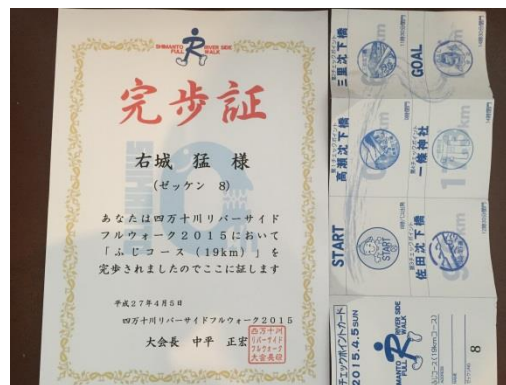 SHIMANTO RIVER SIDE
FULL WALK
完歩証
右城 猛 様
(ゼッケン 8)
あなたは四万十川リバーサイド
フルウォーク2015において
「ふじコース(19km)」を
完歩されましたのでここに証します
平成27年4月5日
四万十川リバーサイドフルウォーク2015
大会長 中平 正宏
四万十川
リバーサイド
フルウォーク
大会長印
三里沈下橋
GOAL
高瀬沈下橋
一條神社
START
START
佐田沈下橋
チェックポイントカード
2015.4.5SUN
RIVER SIDE
WALK
8